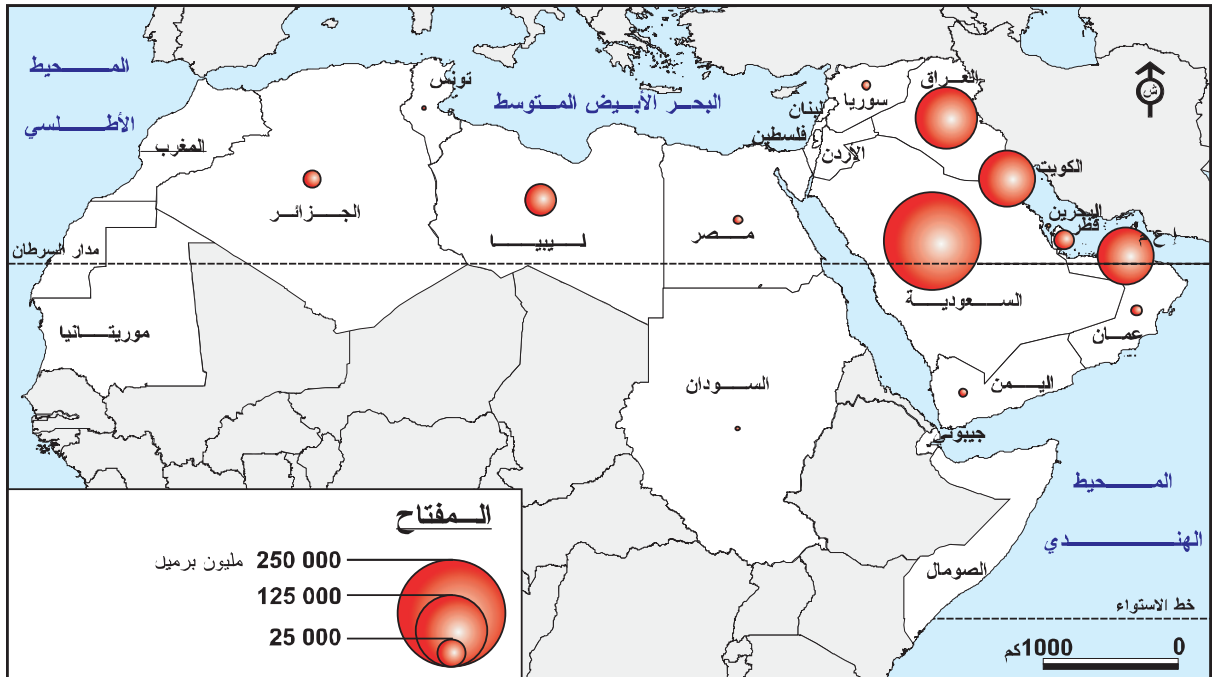 المحيط
الأطلسي
البحر الأبيض المتوسط
تونس
المغرب
الجزائر
ليبيا
مصر
موريتانيا
السودان
مدار السرطان
سوريا
لبنان
فلسطين
الأردن
العراق
الكويت
البحرين
قطر
إ ع م
السعودية
عمان
اليمن
جيبوتي
الصومال
المحيط
الهندي
خط الاستواء
ش
المفتاح
250 000 مليون برميل
125 000
25 000
0 1000كم